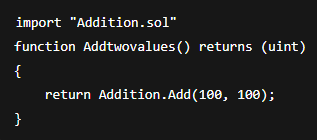 import "Addition.sol"
function Addtwovalues() returns (uint)
{
    return Addition.Add(100, 100);
}